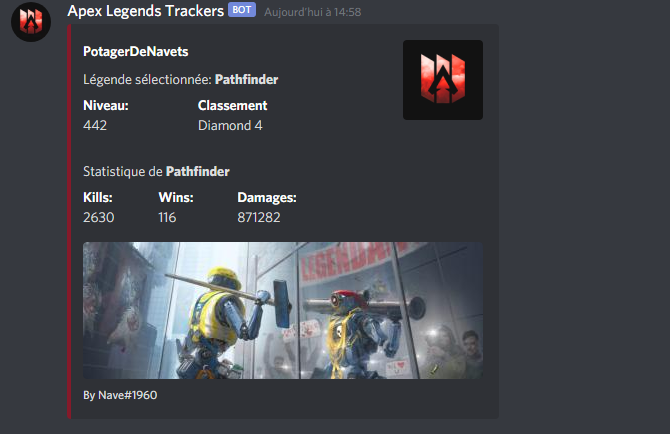 Apex Legends Trackers BOT Aujourd'hui à 14:58
PotagerDeNavets
Légende sélectionnée: Pathfinder
Niveau: Classement
442 Diamond 4
Statistique de Pathfinder
Kills: Wins: Damages:
2630 116 871282
LEGENDA
By Nave#1960